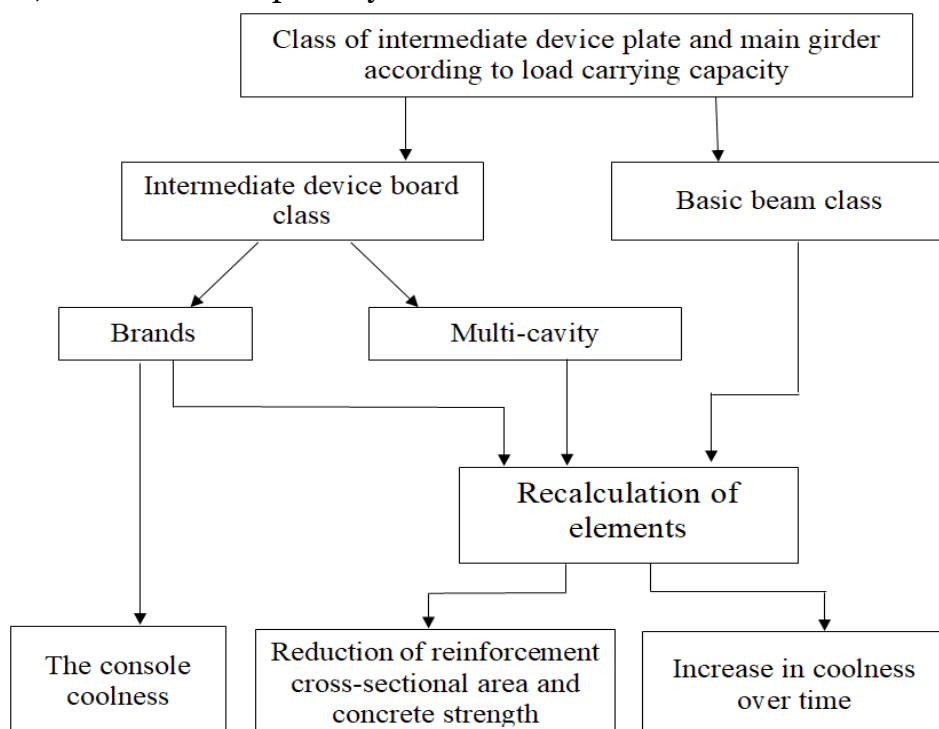 Class of intermediate device plate and main girder
according to load carrying capacity
Intermediate device board
class
Basic beam class
Brands
Multi-cavity
Recalculation of
elements
The console
coolness
Reduction of reinforcement
cross-sectional area and
concrete strength
Increase in coolness
over time